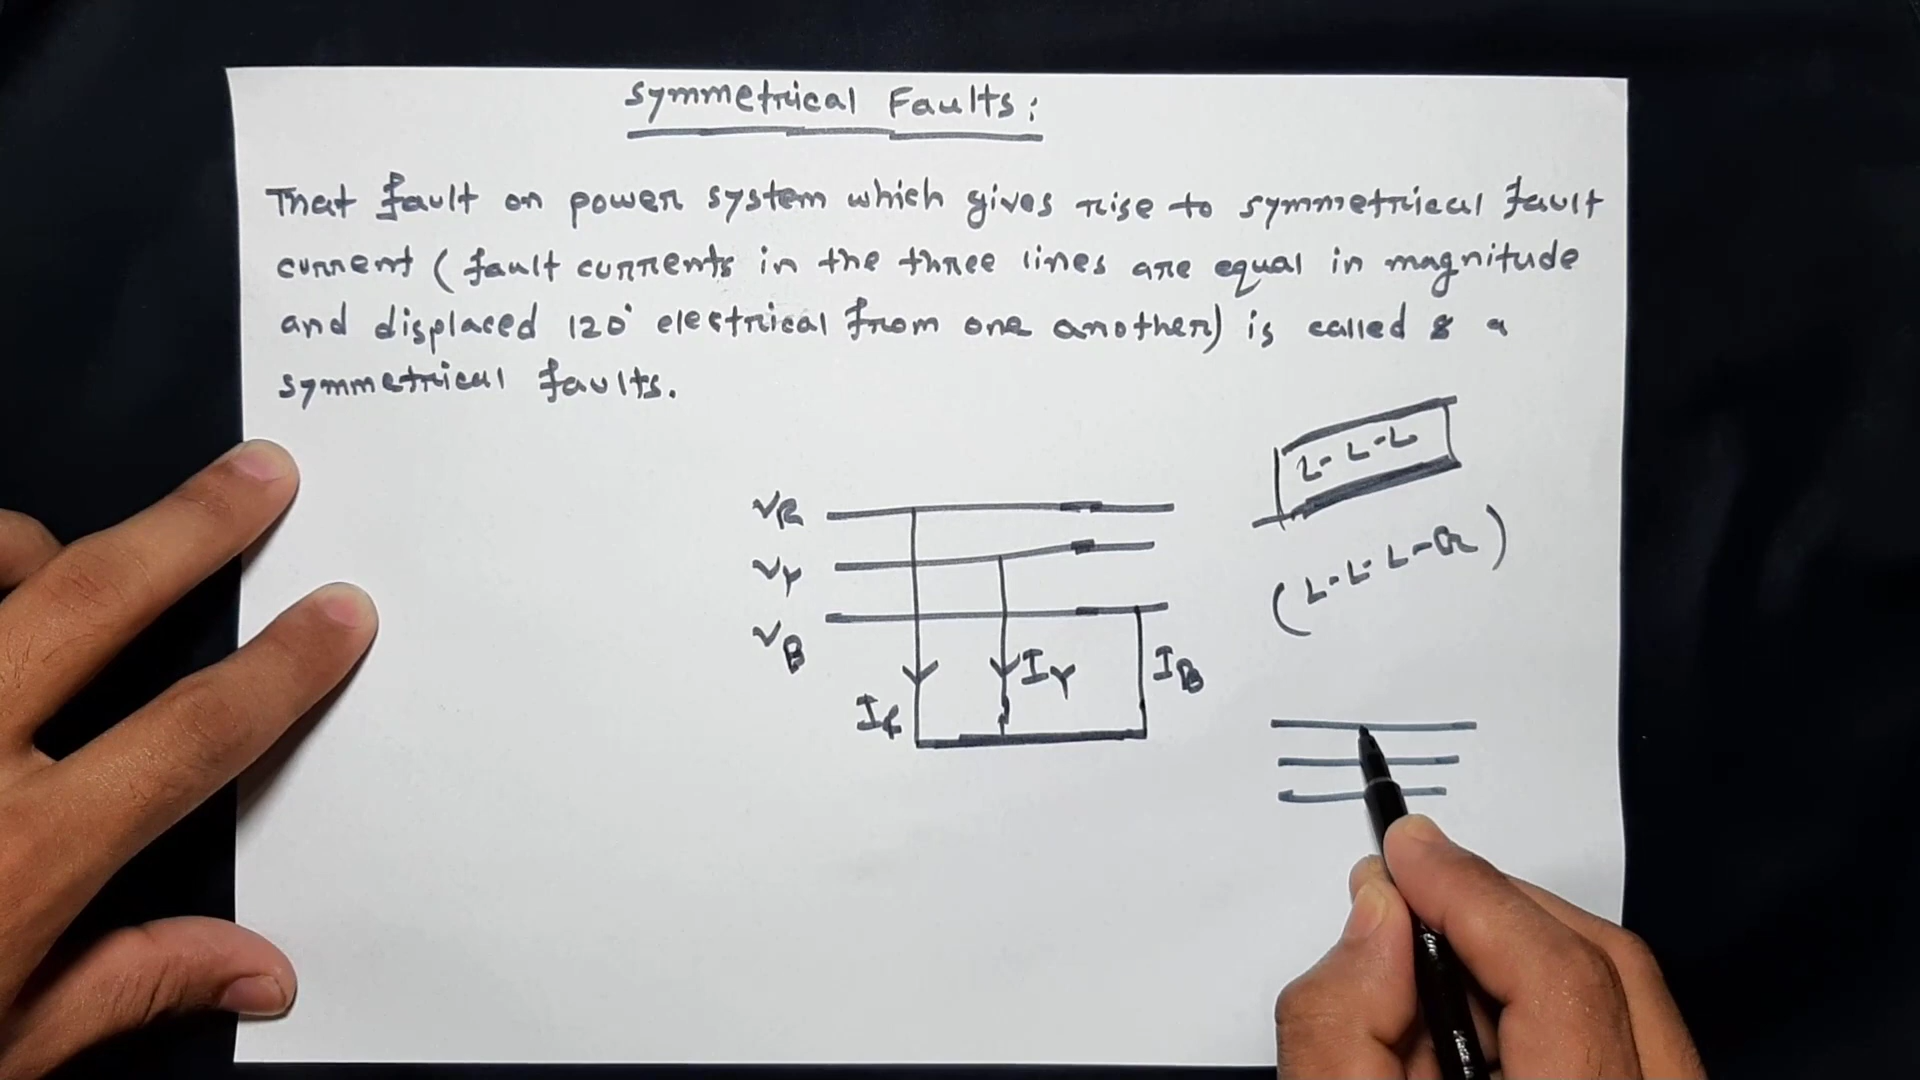 Symmetrical Faults:
That fault on power system which gives rise to symmetrical fault
current (fault currents in the three lines are equal in magnitude
and displaced 120° electrical from one another) is called a
symmetrical faults.
L-L-L
(L-L-L-G)
VR
VY
VB
IR
IY
IB